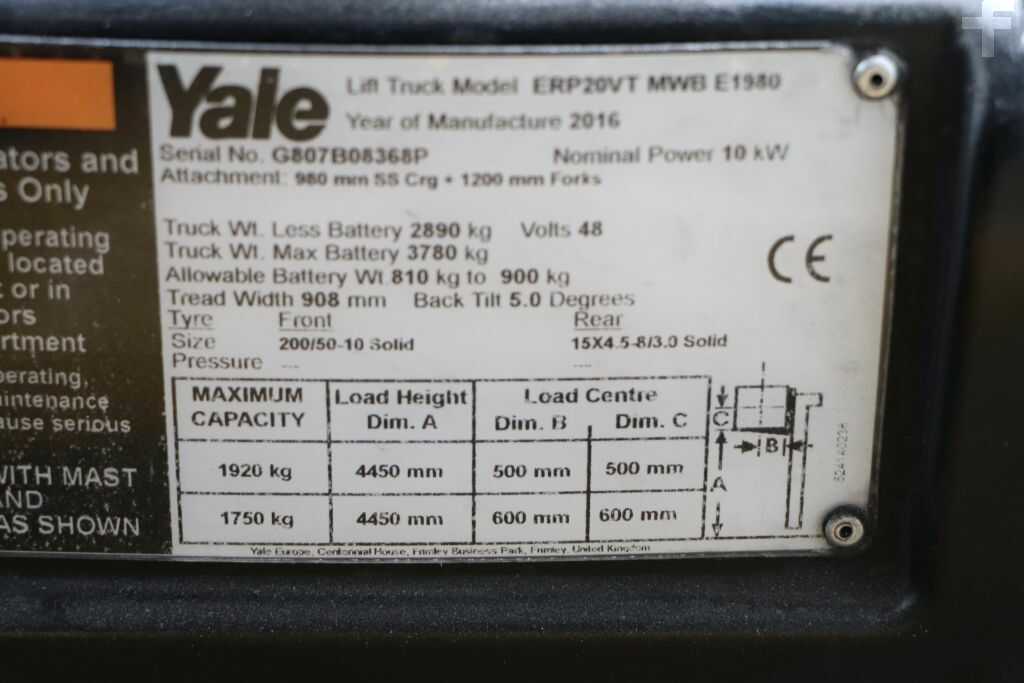 ators and
s Only
perating
located
t or in
ors
rtment
perating,
aintenance
ause serious
WITH MAST
AND
AS SHOWN
Yale
Lift Truck Model ERP20VT MWB E1980
Year of Manufacture 2016
Serial No. G807B08368P Nominal Power 10 kW
Attachment: 980 mm SS Crg + 1200 mm Forks
Truck Wt. Less Battery 2890 kg Volts 48
Truck Wt. Max Battery 3780 kg
Allowable Battery Wt 810 kg to 900 kg
Tread Width 908 mm Back Tilt 5.0 Degrees
Tyre Front Rear
Size 200/50-10 Solid 15X4.5-8/3.0 Solid
Pressure --- ---
CE
MAXIMUM CAPACITY Load Height Dim. A Load Centre Dim. B Dim. C
1920 kg 4450 mm 500 mm 500 mm
1750 kg 4450 mm 600 mm 600 mm
C
B
A
Yale Europe, Centennial House, Frimley Business Park, Frimley, United Kingdom